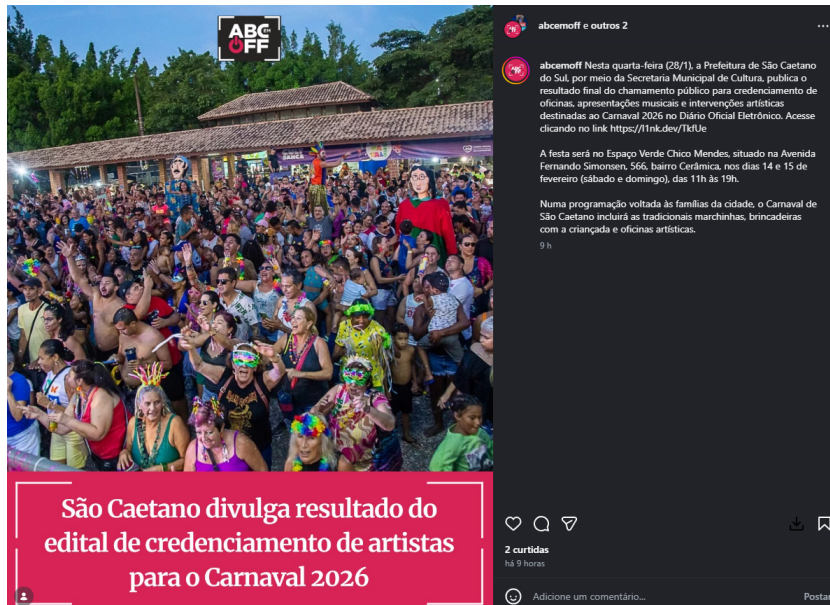 ABC EM
OFF
São Caetano divulga resultado do
edital de credenciamento de artistas
para o Carnaval 2026
abcemoff e outros 2
abcemoff Nesta quarta-feira (28/1), a Prefeitura de São Caetano
do Sul, por meio da Secretaria Municipal de Cultura, publica o
resultado final do chamamento público para credenciamento de
oficinas, apresentações musicais e intervenções artísticas
destinadas ao Carnaval 2026 no Diário Oficial Eletrônico. Acesse
clicando no link https://l1nk.dev/TkfUe
A festa será no Espaço Verde Chico Mendes, situado na Avenida
Fernando Simonsen, 566, bairro Cerâmica, nos dias 14 e 15 de
fevereiro (sábado e domingo), das 11h às 19h.
Numa programação voltada às famílias da cidade, o Carnaval de
São Caetano incluirá as tradicionais marchinhas, brincadeiras
com a criançada e oficinas artísticas.
9 h
2 curtidas
há 9 horas
Adicione um comentário...
Postar